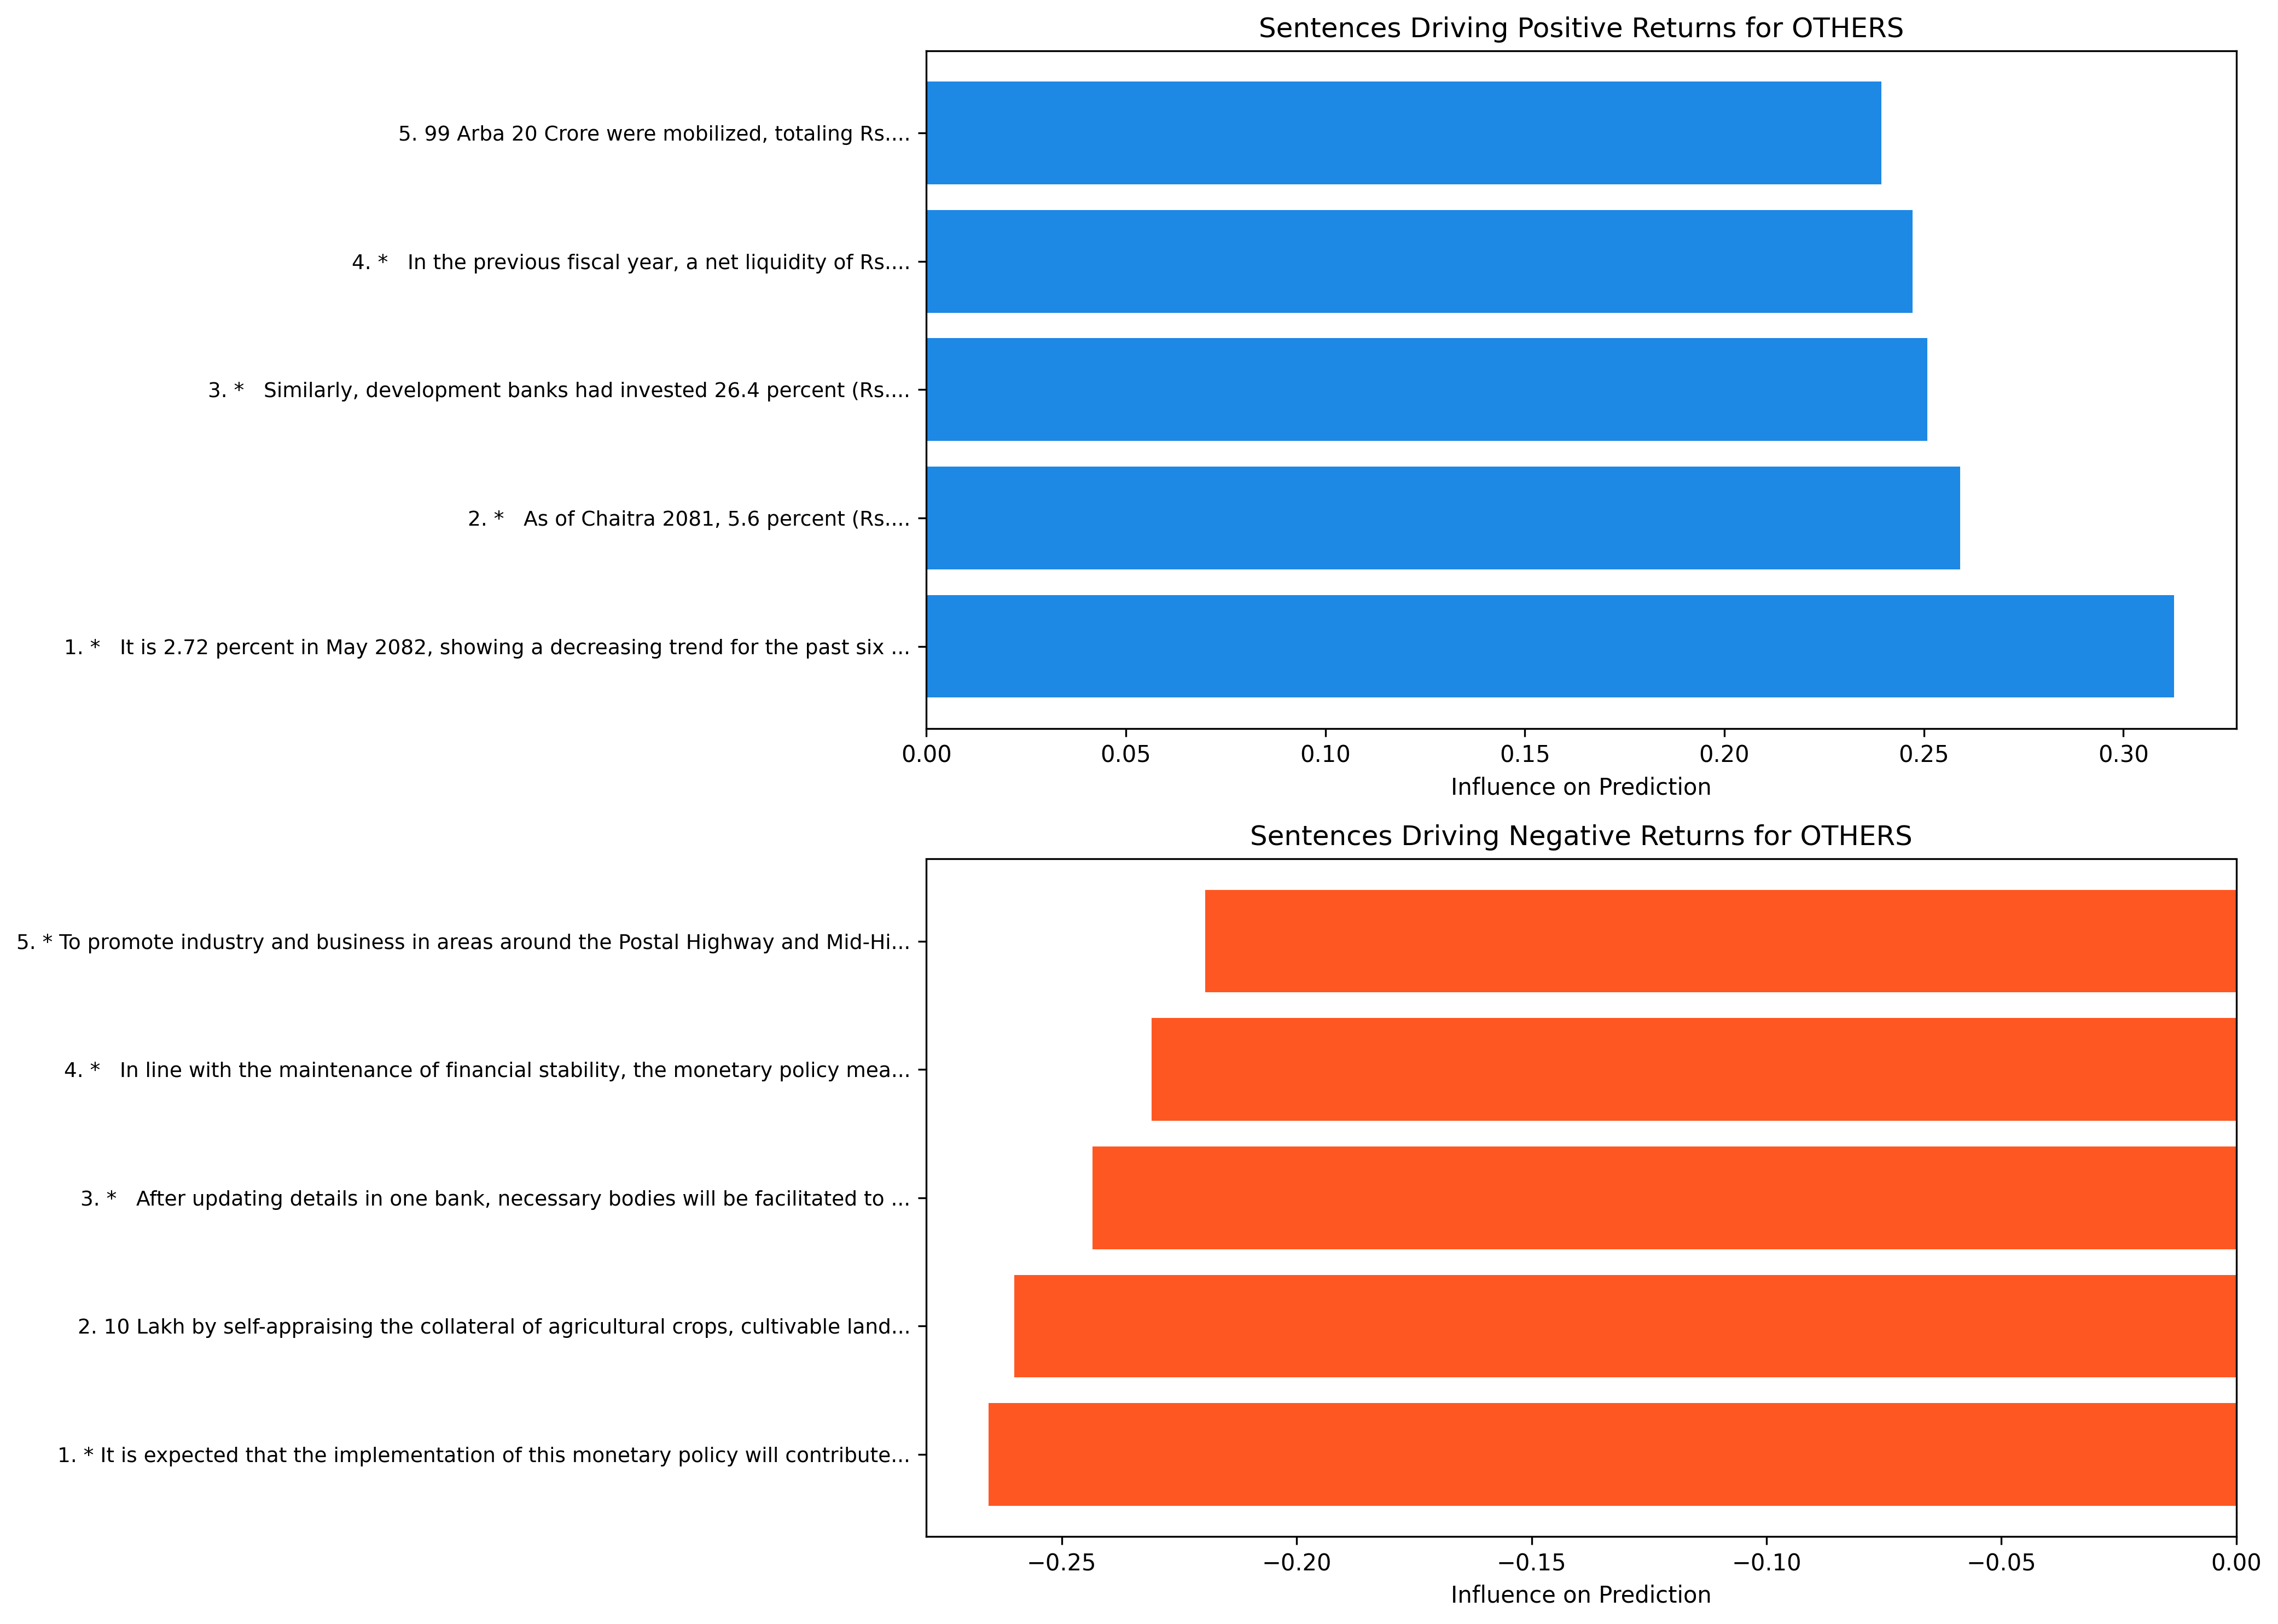 Sentences Driving Positive Returns for OTHERS
5. 99 Arba 20 Crore were mobilized, totaling Rs....
4. *   In the previous fiscal year, a net liquidity of Rs....
3. *   Similarly, development banks had invested 26.4 percent (Rs....
2. *   As of Chaitra 2081, 5.6 percent (Rs....
1. *   It is 2.72 percent in May 2082, showing a decreasing trend for the past six ...
0.00 0.05 0.10 0.15 0.20 0.25 0.30
Influence on Prediction
Sentences Driving Negative Returns for OTHERS
5. * To promote industry and business in areas around the Postal Highway and Mid-Hi...
4. *   In line with the maintenance of financial stability, the monetary policy mea...
3. *   After updating details in one bank, necessary bodies will be facilitated to ...
2. 10 Lakh by self-appraising the collateral of agricultural crops, cultivable land...
1. * It is expected that the implementation of this monetary policy will contribute...
−0.25 −0.20 −0.15 −0.10 −0.05 0.00
Influence on Prediction